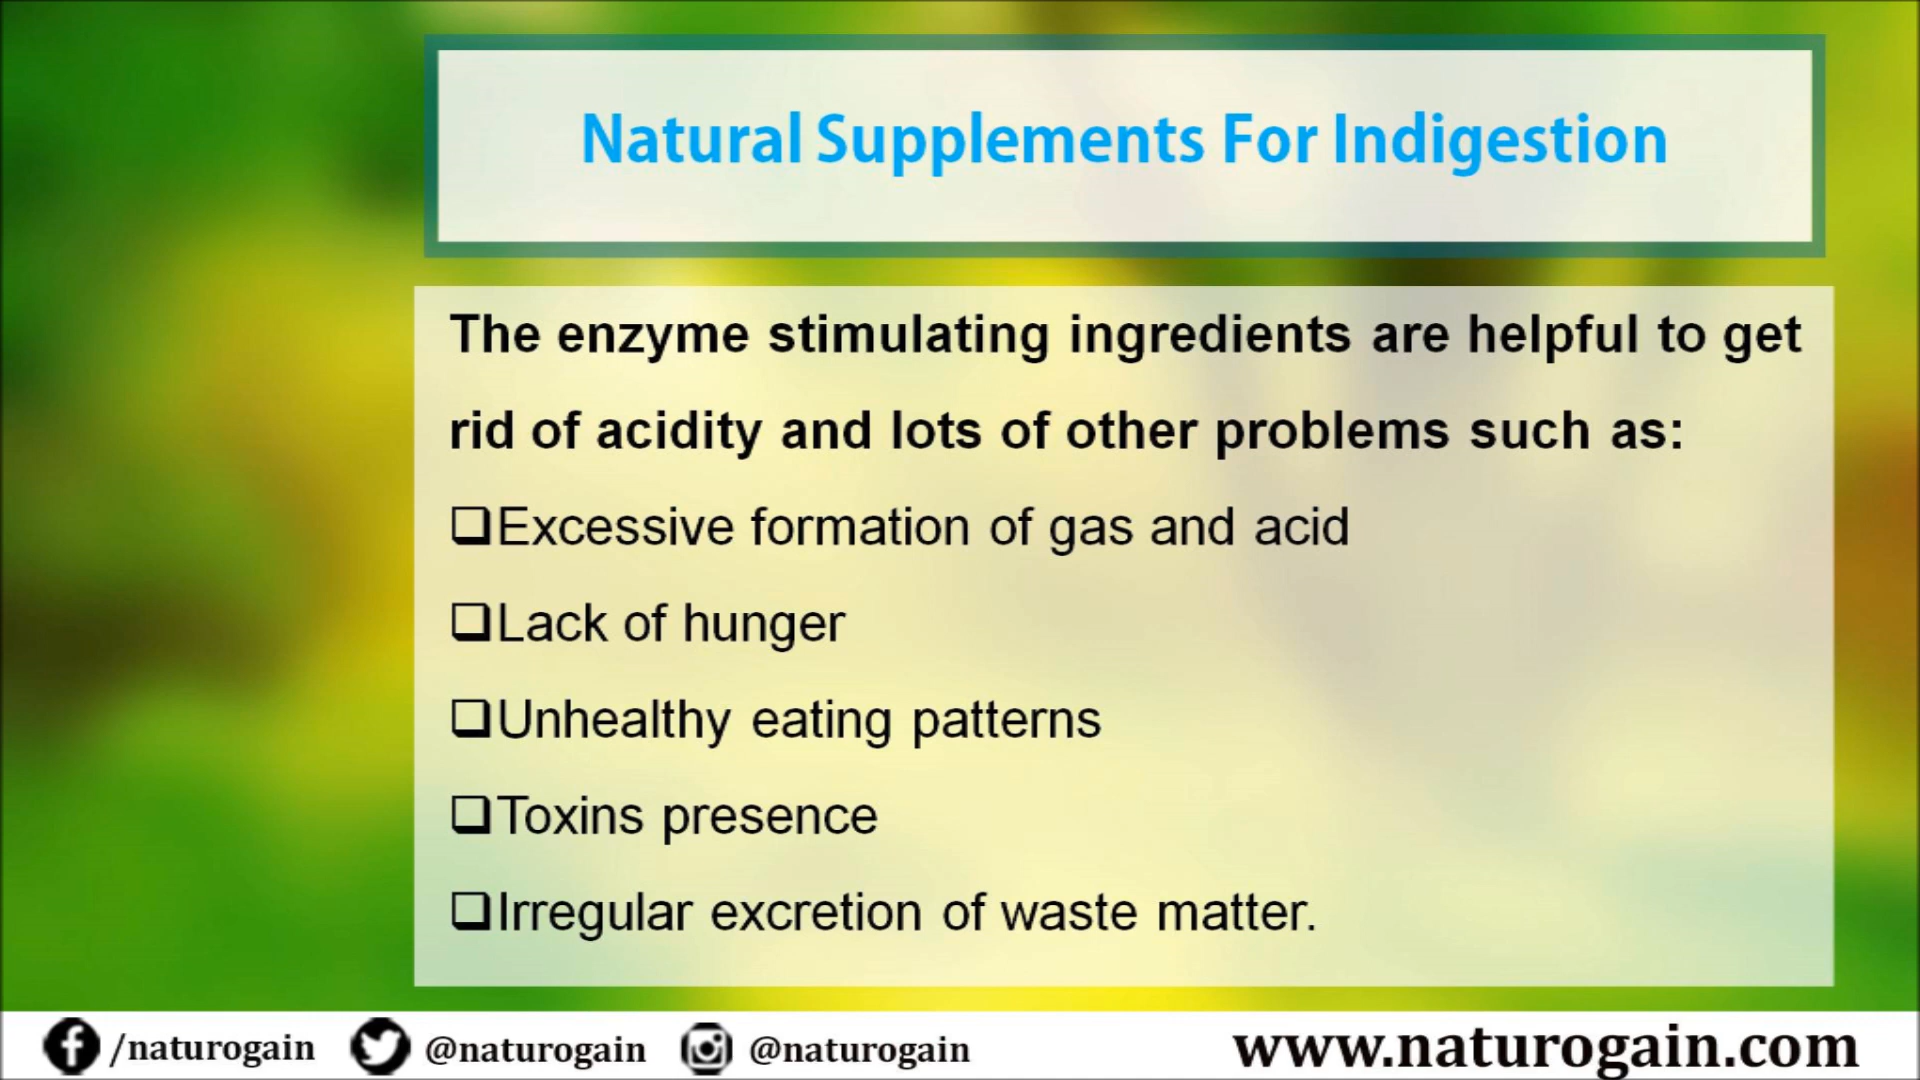 Natural Supplements For Indigestion
The enzyme stimulating ingredients are helpful to get
rid of acidity and lots of other problems such as:
❑Excessive formation of gas and acid
❑Lack of hunger
❑Unhealthy eating patterns
❑Toxins presence
❑Irregular excretion of waste matter.
/naturogain @naturogain @naturogain www.naturogain.com